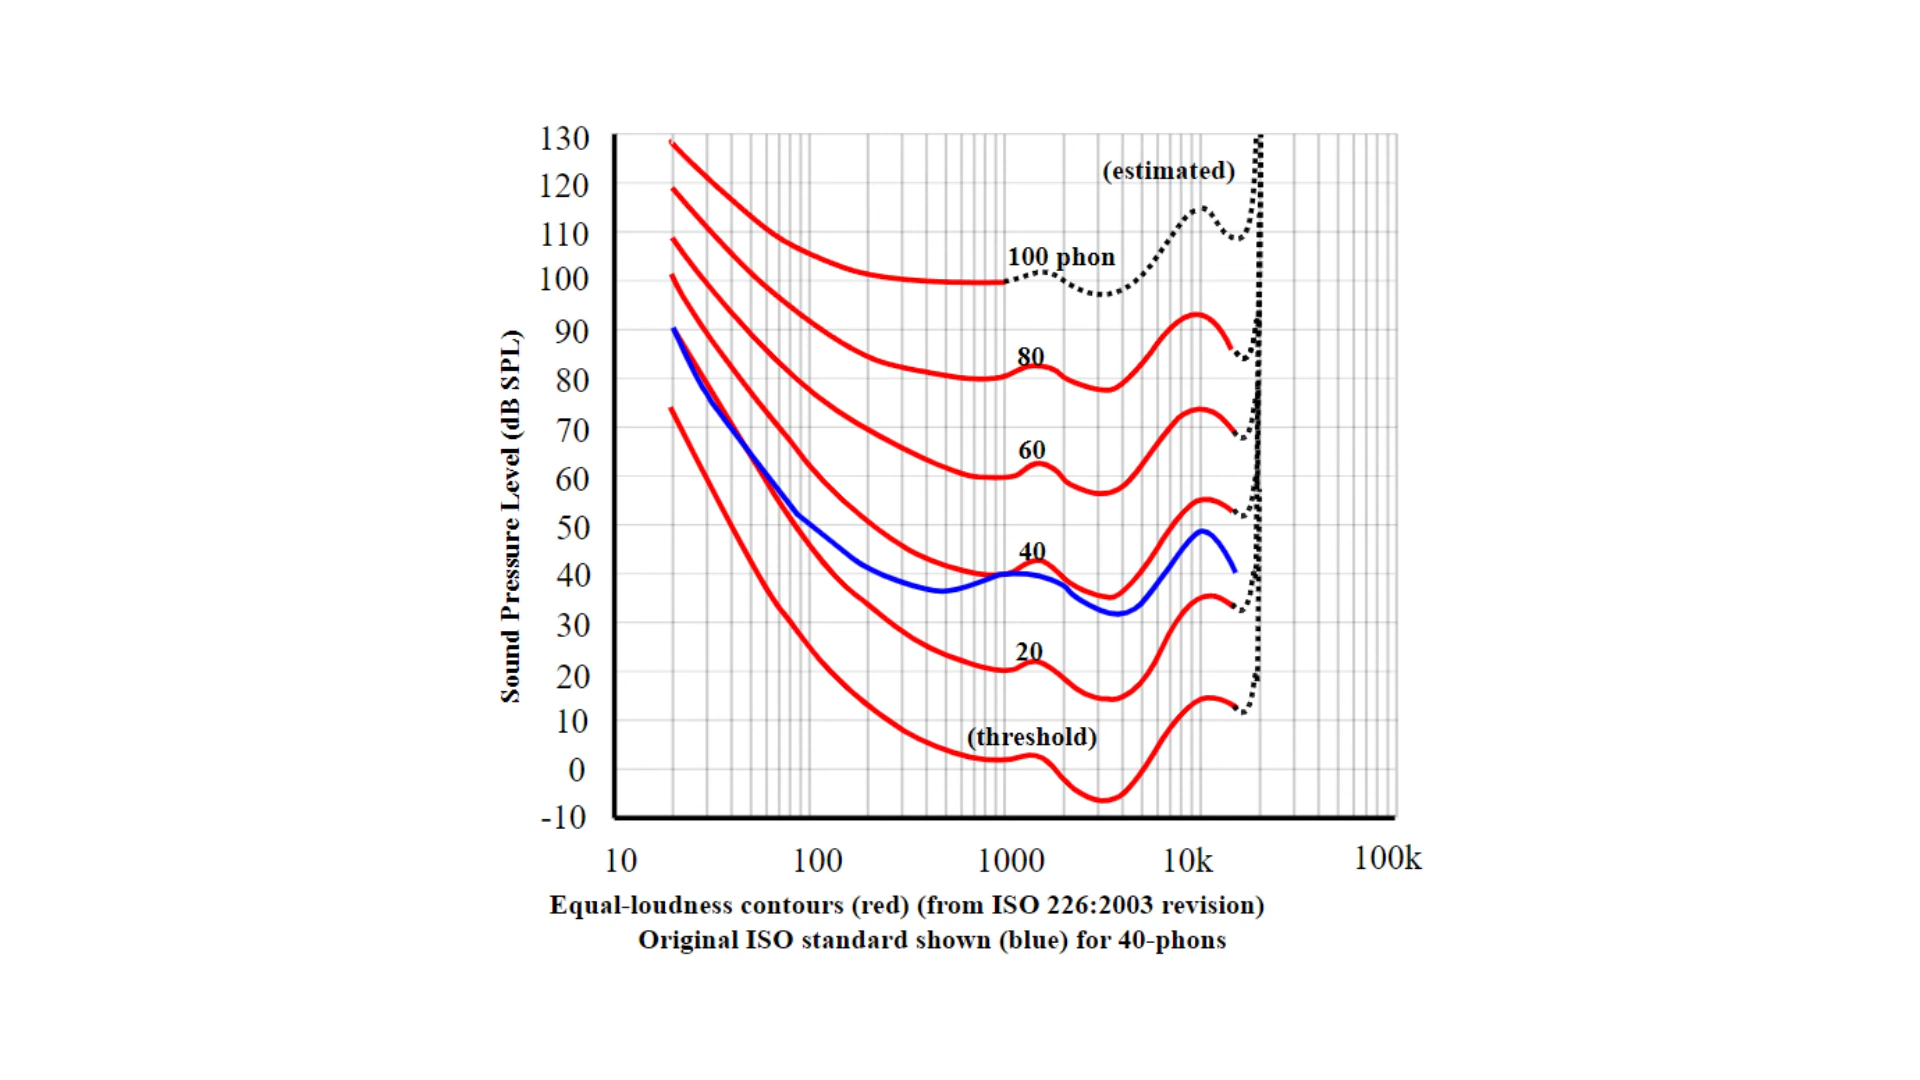 130
120
110
100
90
80
70
60
50
40
30
20
10
0
-10
Sound Pressure Level (dB SPL)
(estimated)
100 phon
80
60
40
20
(threshold)
10 100 1000 10k 100k
Equal-loudness contours (red) (from ISO 226:2003 revision)
Original ISO standard shown (blue) for 40-phons